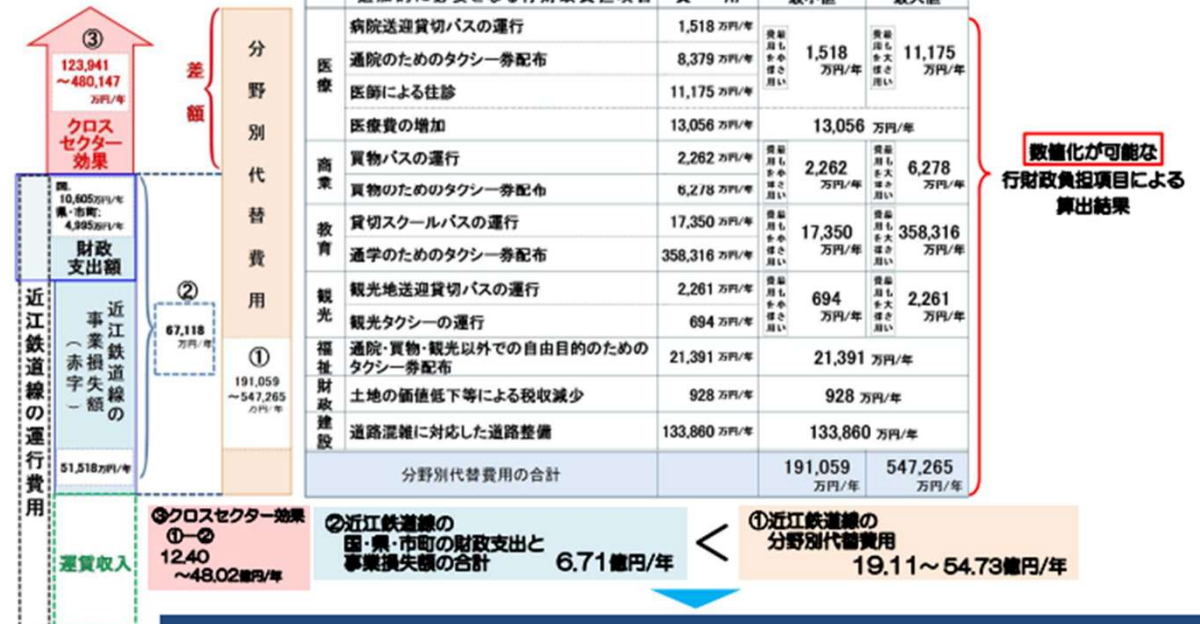 ③
123,941
～480,147
万円/年
クロス
セクター
効果
差額
国:
10,605万円/年
県・市町:
4,995万円/年
財政
支出額
近江鉄道線の運行費用
近江鉄道線の
事業損失額
（赤字）
51,518万円/年
運賃収入
②
67,118
万円/年
分野別代替費用
①
191,059
～547,265
万円/年
医療
病院送迎貸切バスの運行 1,518 万円/年
通院のためのタクシー券配布 8,379 万円/年
医師による往診 11,175 万円/年
最も小さい費用を用い 1,518 万円/年
最も大きい費用を用い 11,175 万円/年
医療費の増加 13,056 万円/年 13,056 万円/年
商業
買物バスの運行 2,262 万円/年
買物のためのタクシー券配布 6,278 万円/年
2,262 万円/年
6,278 万円/年
教育
貸切スクールバスの運行 17,350 万円/年
通学のためのタクシー券配布 358,316 万円/年
17,350 万円/年
358,316 万円/年
観光
観光地送迎貸切バスの運行 2,261 万円/年
観光タクシーの運行 694 万円/年
694 万円/年
2,261 万円/年
福祉
通院・買物・観光以外での自由目的のための
タクシー券配布 21,391 万円/年 21,391 万円/年
財政
土地の価値低下等による税収減少 928 万円/年 928 万円/年
建設
道路混雑に対応した道路整備 133,860 万円/年 133,860 万円/年
分野別代替費用の合計 191,059 万円/年 547,265 万円/年
数値化が可能な
行財政負担項目による
算出結果
③クロスセクター効果
①－②
12.40
～48.02億円/年
②近江鉄道線の
国・県・市町の財政支出と
事業損失額の合計 6.71億円/年
<
①近江鉄道線の
分野別代替費用
19.11～54.73億円/年